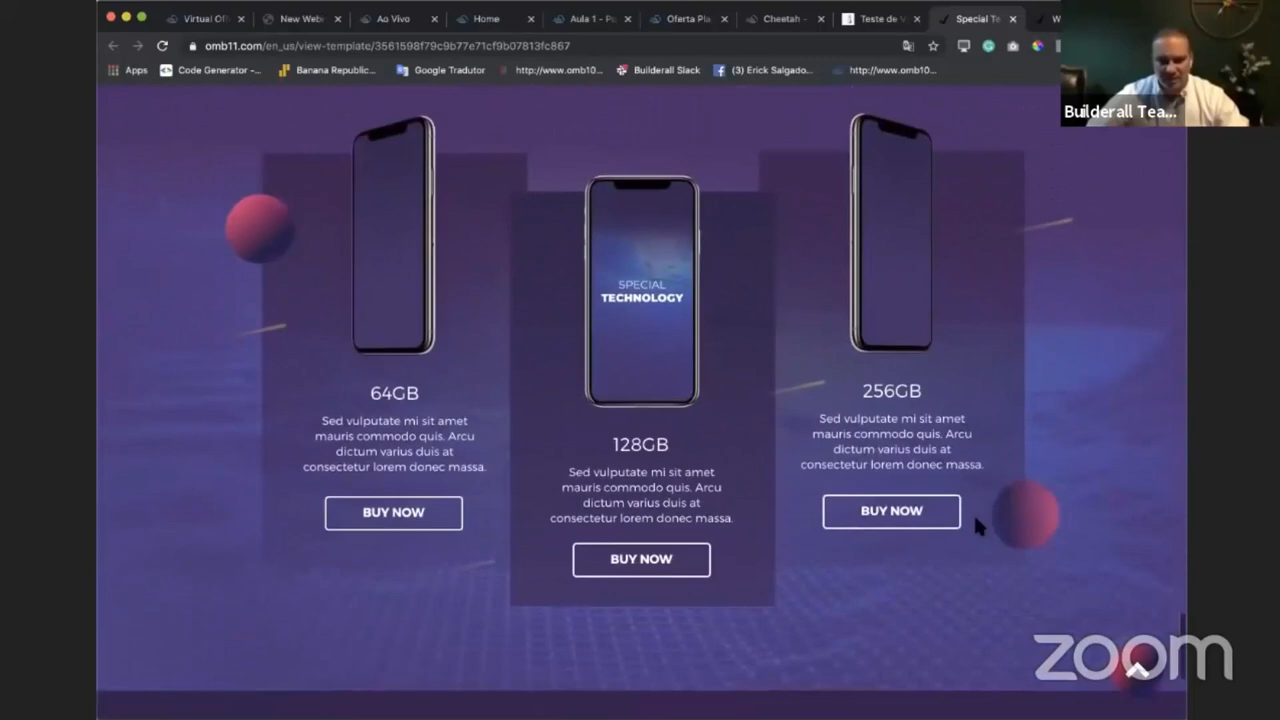 Virtual Off
New Webs
Ao Vivo
Home
Aula 1 - Po
Oferta Pla
Cheetah -
Teste de V
Special Te
omb11.com/en_us/view-template/3561598f79c9b77e71cf9b07813fc867
Apps
Code Generator -...
Banana Republic...
Google Tradutor
http://www.omb10...
Builderall Slack
(3) Erick Salgado...
http://www.omb10...
Builderall Tea...
SPECIAL
TECHNOLOGY
64GB
Sed vulputate mi sit amet
mauris commodo quis. Arcu
dictum varius duis at
consectetur lorem donec massa.
BUY NOW
128GB
Sed vulputate mi sit amet
mauris commodo quis. Arcu
dictum varius duis at
consectetur lorem donec massa.
BUY NOW
256GB
Sed vulputate mi sit amet
mauris commodo quis. Arcu
dictum varius duis at
consectetur lorem donec massa.
BUY NOW
zoom